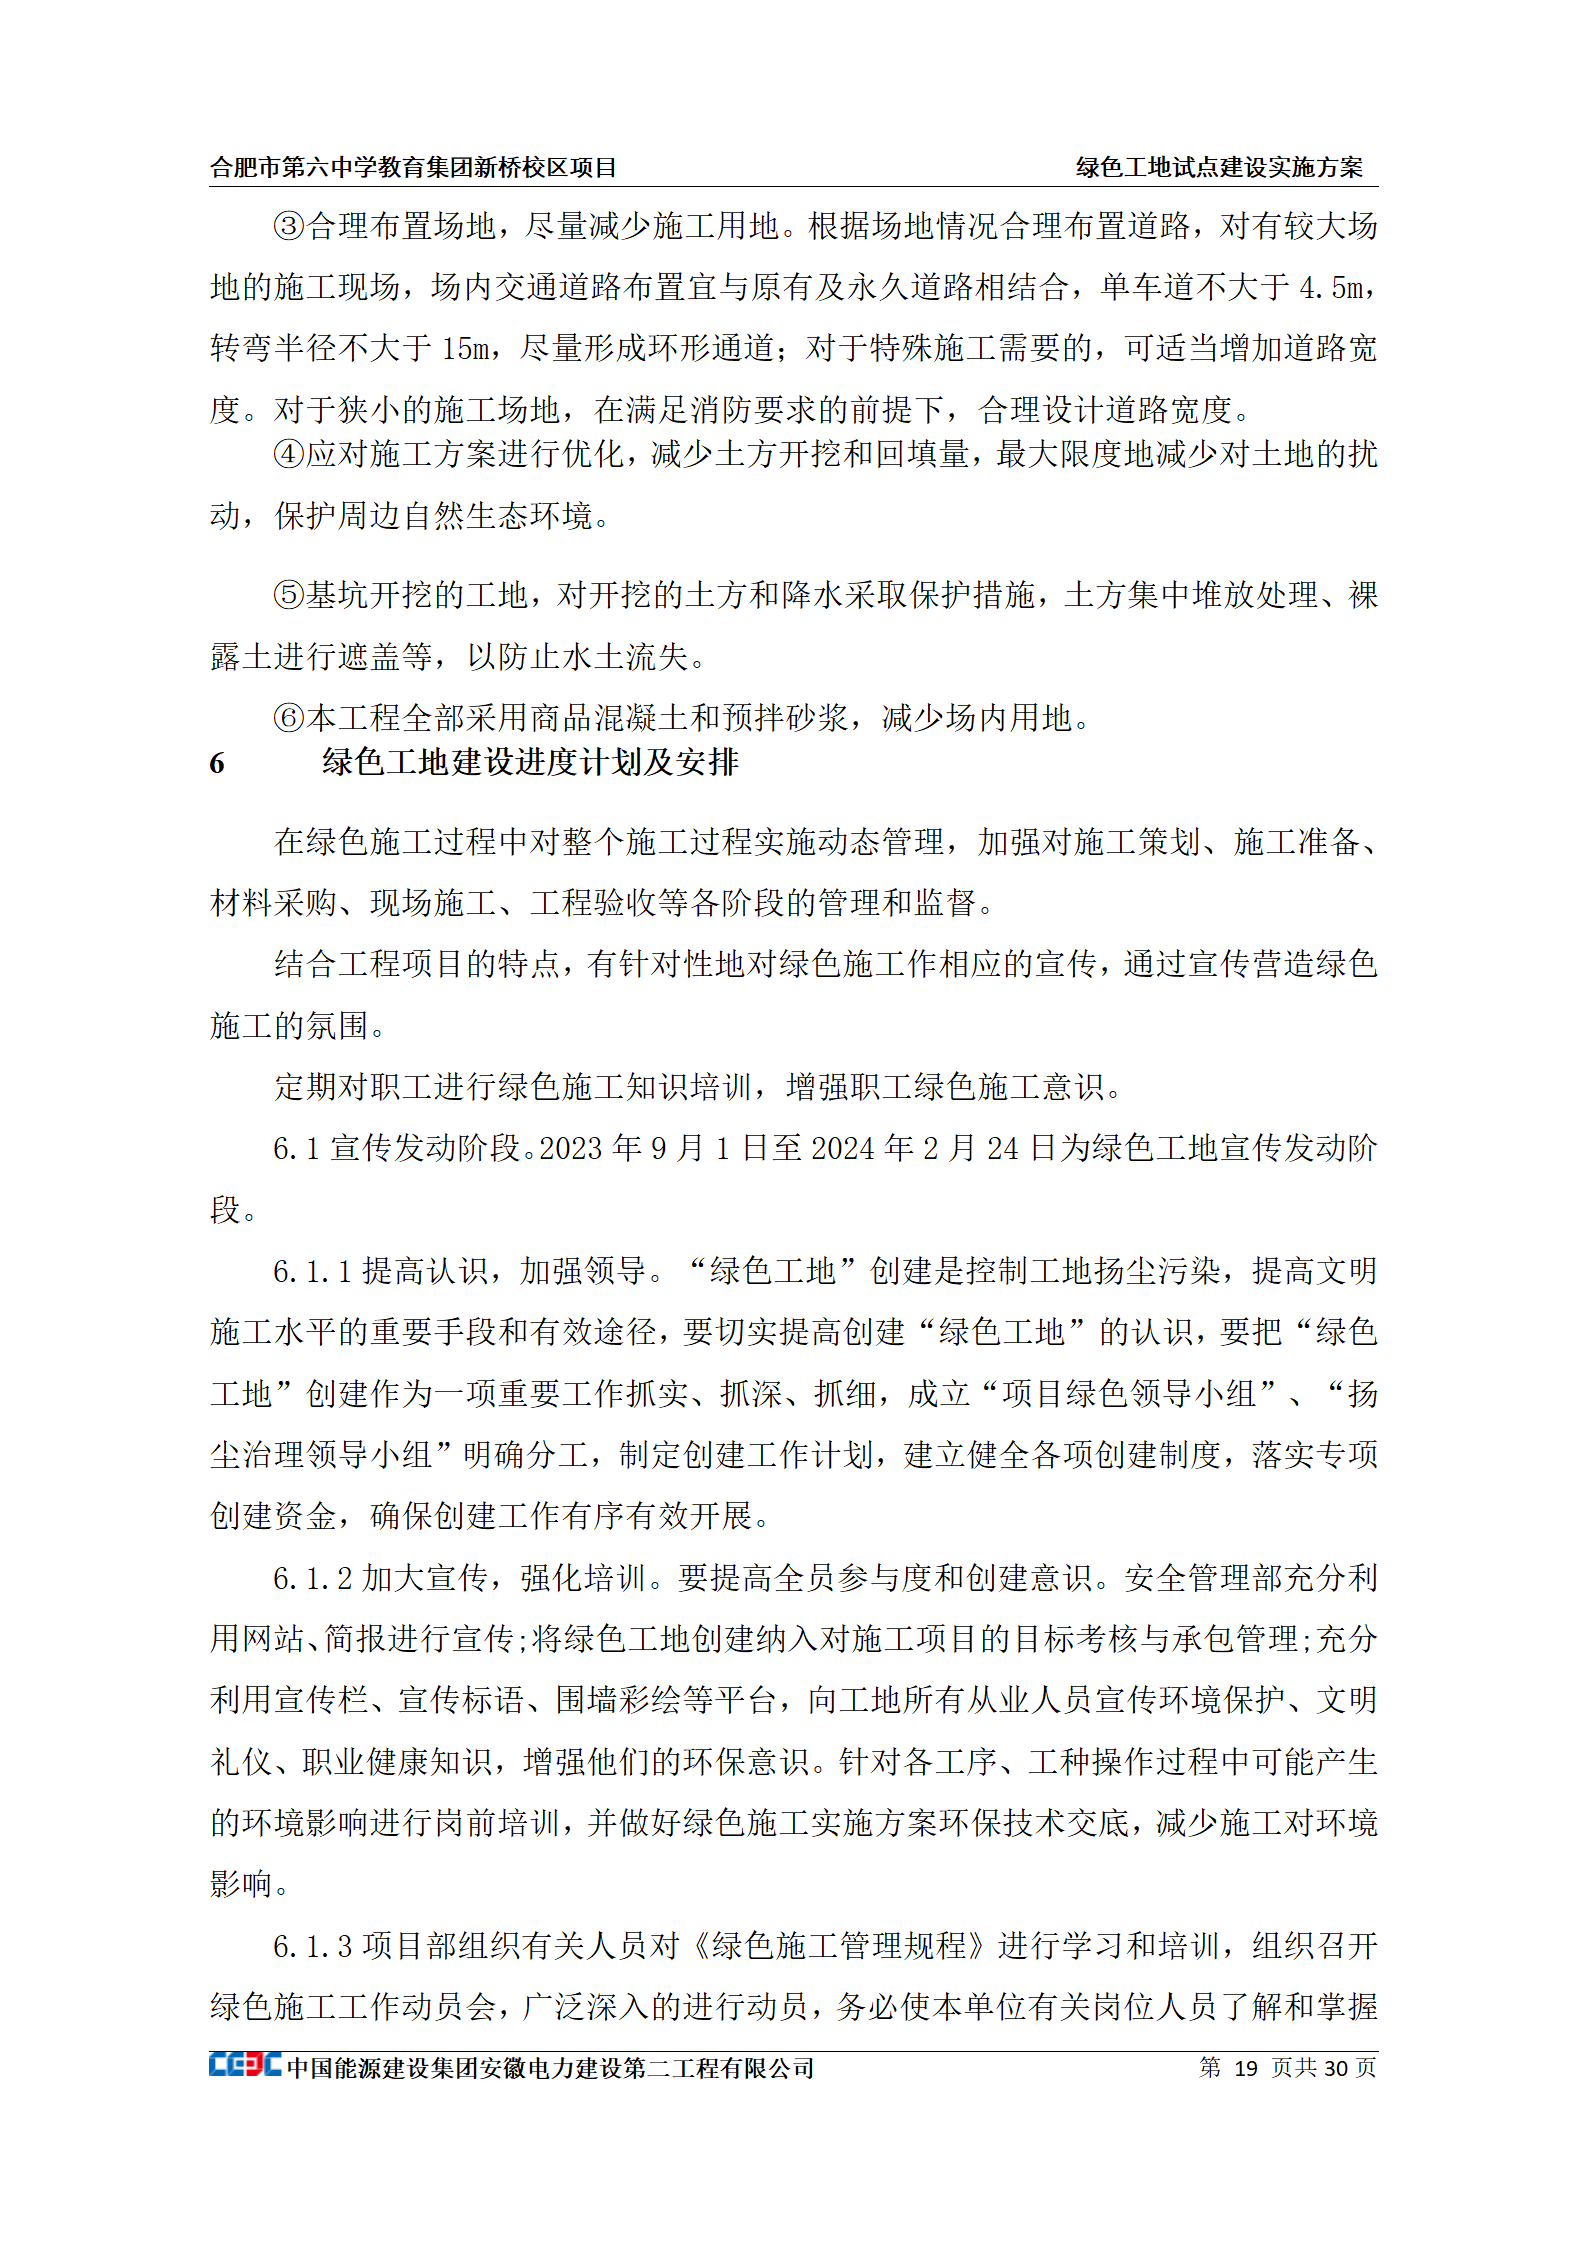 合肥市第六中学教育集团新桥校区项目 绿色工地试点建设实施方案
③合理布置场地，尽量减少施工用地。根据场地情况合理布置道路，对有较大场
地的施工现场，场内交通道路布置宜与原有及永久道路相结合，单车道不大于 4.5m，
转弯半径不大于 15m，尽量形成环形通道；对于特殊施工需要的，可适当增加道路宽
度。对于狭小的施工场地，在满足消防要求的前提下，合理设计道路宽度。
④应对施工方案进行优化，减少土方开挖和回填量，最大限度地减少对土地的扰
动，保护周边自然生态环境。
⑤基坑开挖的工地，对开挖的土方和降水采取保护措施，土方集中堆放处理、裸
露土进行遮盖等，以防止水土流失。
⑥本工程全部采用商品混凝土和预拌砂浆，减少场内用地。
6 绿色工地建设进度计划及安排
在绿色施工过程中对整个施工过程实施动态管理，加强对施工策划、施工准备、
材料采购、现场施工、工程验收等各阶段的管理和监督。
结合工程项目的特点，有针对性地对绿色施工作相应的宣传，通过宣传营造绿色
施工的氛围。
定期对职工进行绿色施工知识培训，增强职工绿色施工意识。
6.1 宣传发动阶段。2023 年 9 月 1 日至 2024 年 2 月 24 日为绿色工地宣传发动阶
段。
6.1.1 提高认识，加强领导。“绿色工地”创建是控制工地扬尘污染，提高文明
施工水平的重要手段和有效途径，要切实提高创建“绿色工地”的认识，要把“绿色
工地”创建作为一项重要工作抓实、抓深、抓细，成立“项目绿色领导小组”、“扬
尘治理领导小组”明确分工，制定创建工作计划，建立健全各项创建制度，落实专项
创建资金，确保创建工作有序有效开展。
6.1.2 加大宣传，强化培训。要提高全员参与度和创建意识。安全管理部充分利
用网站、简报进行宣传;将绿色工地创建纳入对施工项目的目标考核与承包管理;充分
利用宣传栏、宣传标语、围墙彩绘等平台，向工地所有从业人员宣传环境保护、文明
礼仪、职业健康知识，增强他们的环保意识。针对各工序、工种操作过程中可能产生
的环境影响进行岗前培训，并做好绿色施工实施方案环保技术交底，减少施工对环境
影响。
6.1.3 项目部组织有关人员对《绿色施工管理规程》进行学习和培训，组织召开
绿色施工工作动员会，广泛深入的进行动员，务必使本单位有关岗位人员了解和掌握
CEEC 中国能源建设集团安徽电力建设第二工程有限公司 第 19 页共 30 页